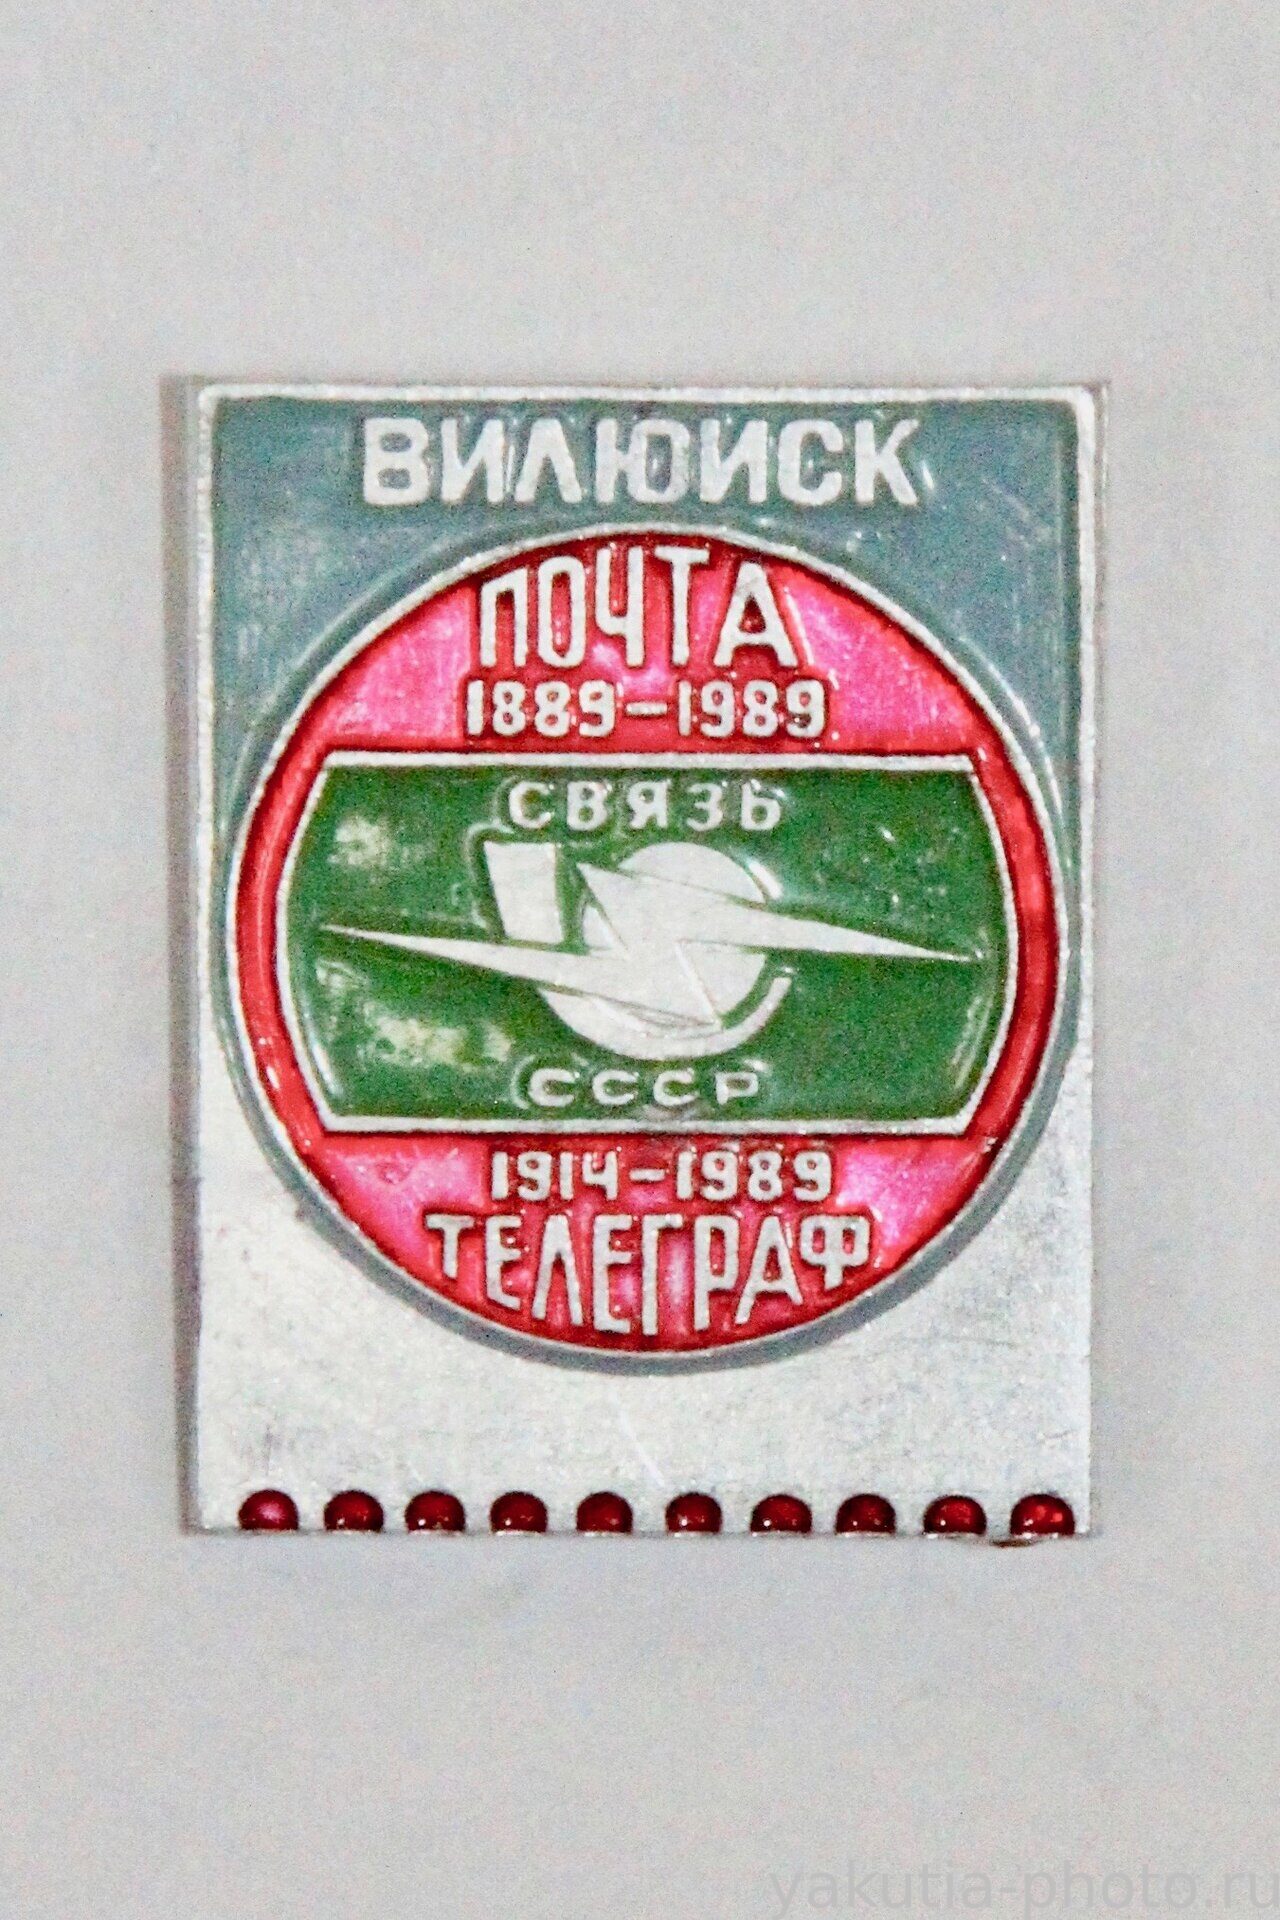 ВИЛЮЙСК
ПОЧТА
1889-1989
СВЯЗЬ
СССР
1914-1989
ТЕЛЕГРАФ
yakutia-photo.ru